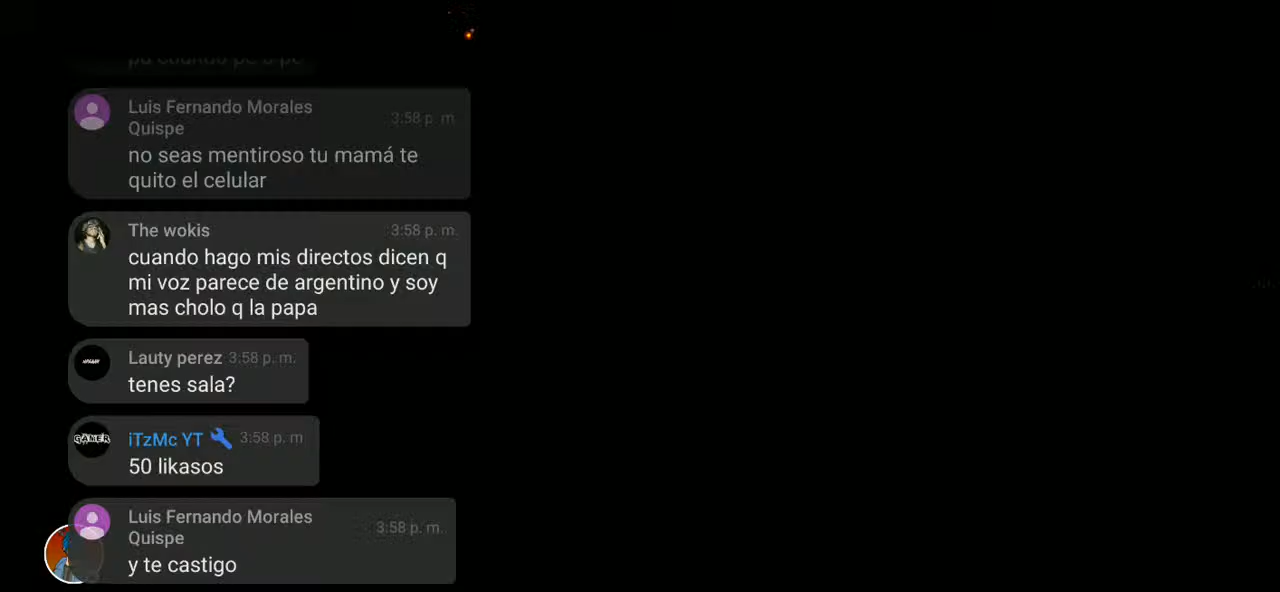 Luis Fernando Morales
Quispe
3:58 p. m.
no seas mentiroso tu mamá te
quito el celular
The wokis 3:58 p. m.
cuando hago mis directos dicen q
mi voz parece de argentino y soy
mas cholo q la papa
Lauty perez 3:58 p. m.
tenes sala?
GAMER
iTzMc YT 3:58 p. m
50 likasos
Luis Fernando Morales
Quispe
3:58 p. m.
y te castigo